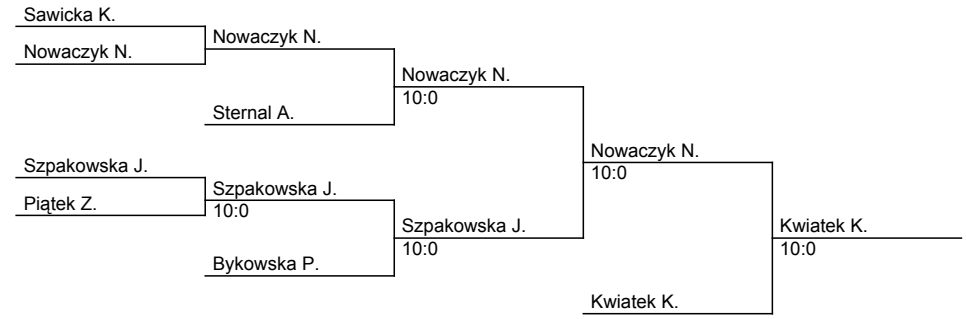 Sawicka K.
Nowaczyk N.
Nowaczyk N.
Nowaczyk N.
10:0
Sternal A.
Nowaczyk N.
10:0
Szpakowska J.
Szpakowska J.
10:0
Piątek Z.
Szpakowska J.
10:0
Kwiatek K.
10:0
Bykowska P.
Kwiatek K.